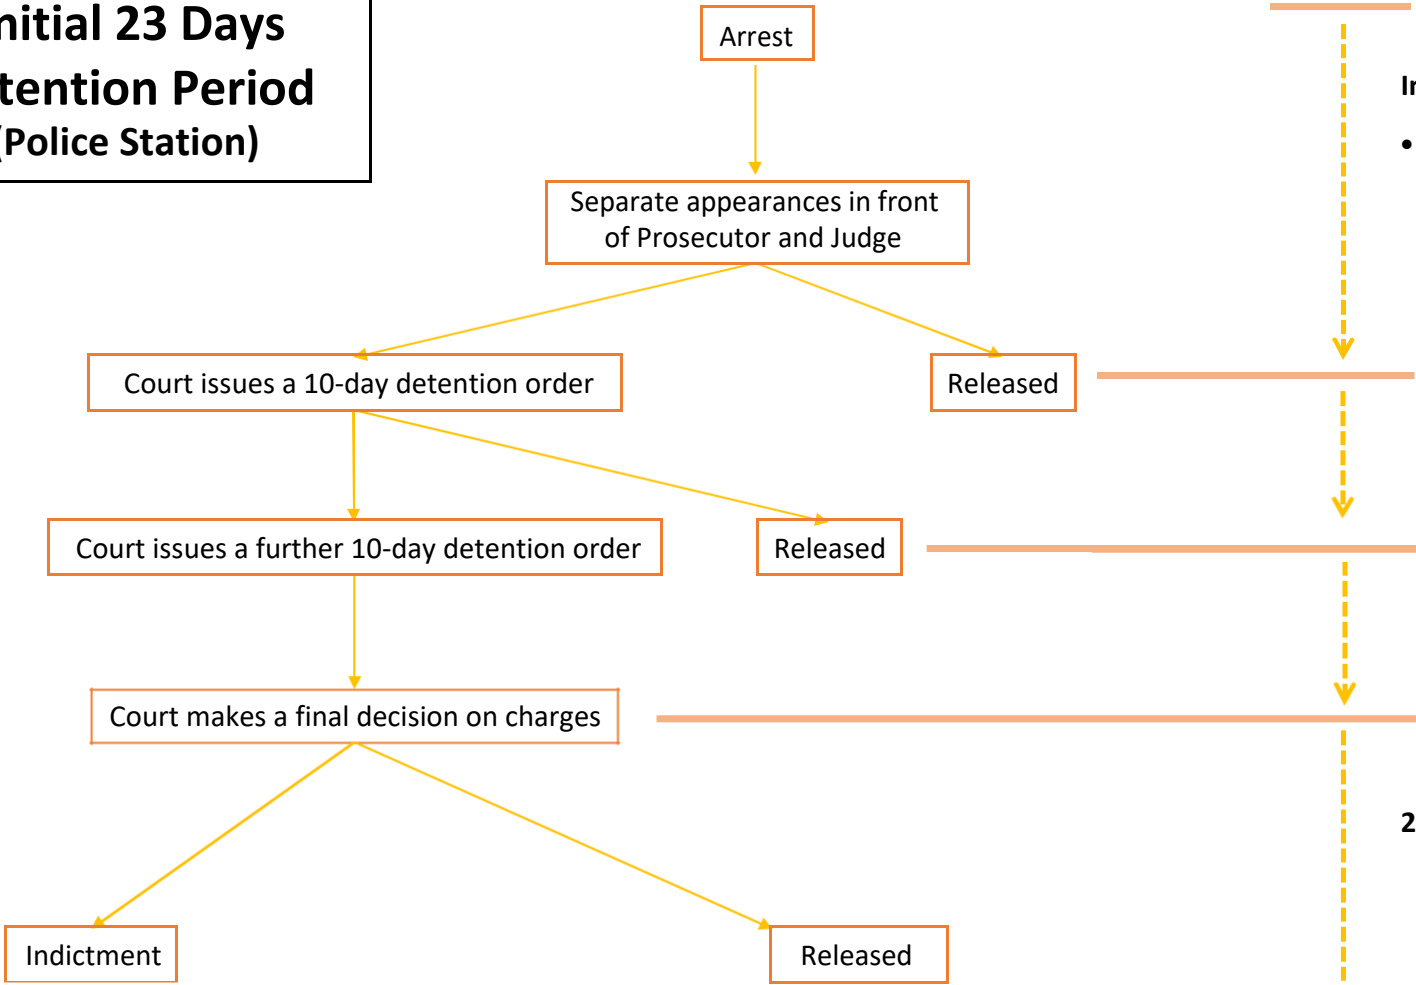 nitial 23 Days
tention Period
(Police Station)
Arrest
In
•
Separate appearances in front
of Prosecutor and Judge
Court issues a 10-day detention order
Released
Court issues a further 10-day detention order
Released
Court makes a final decision on charges
2
Indictment
Released